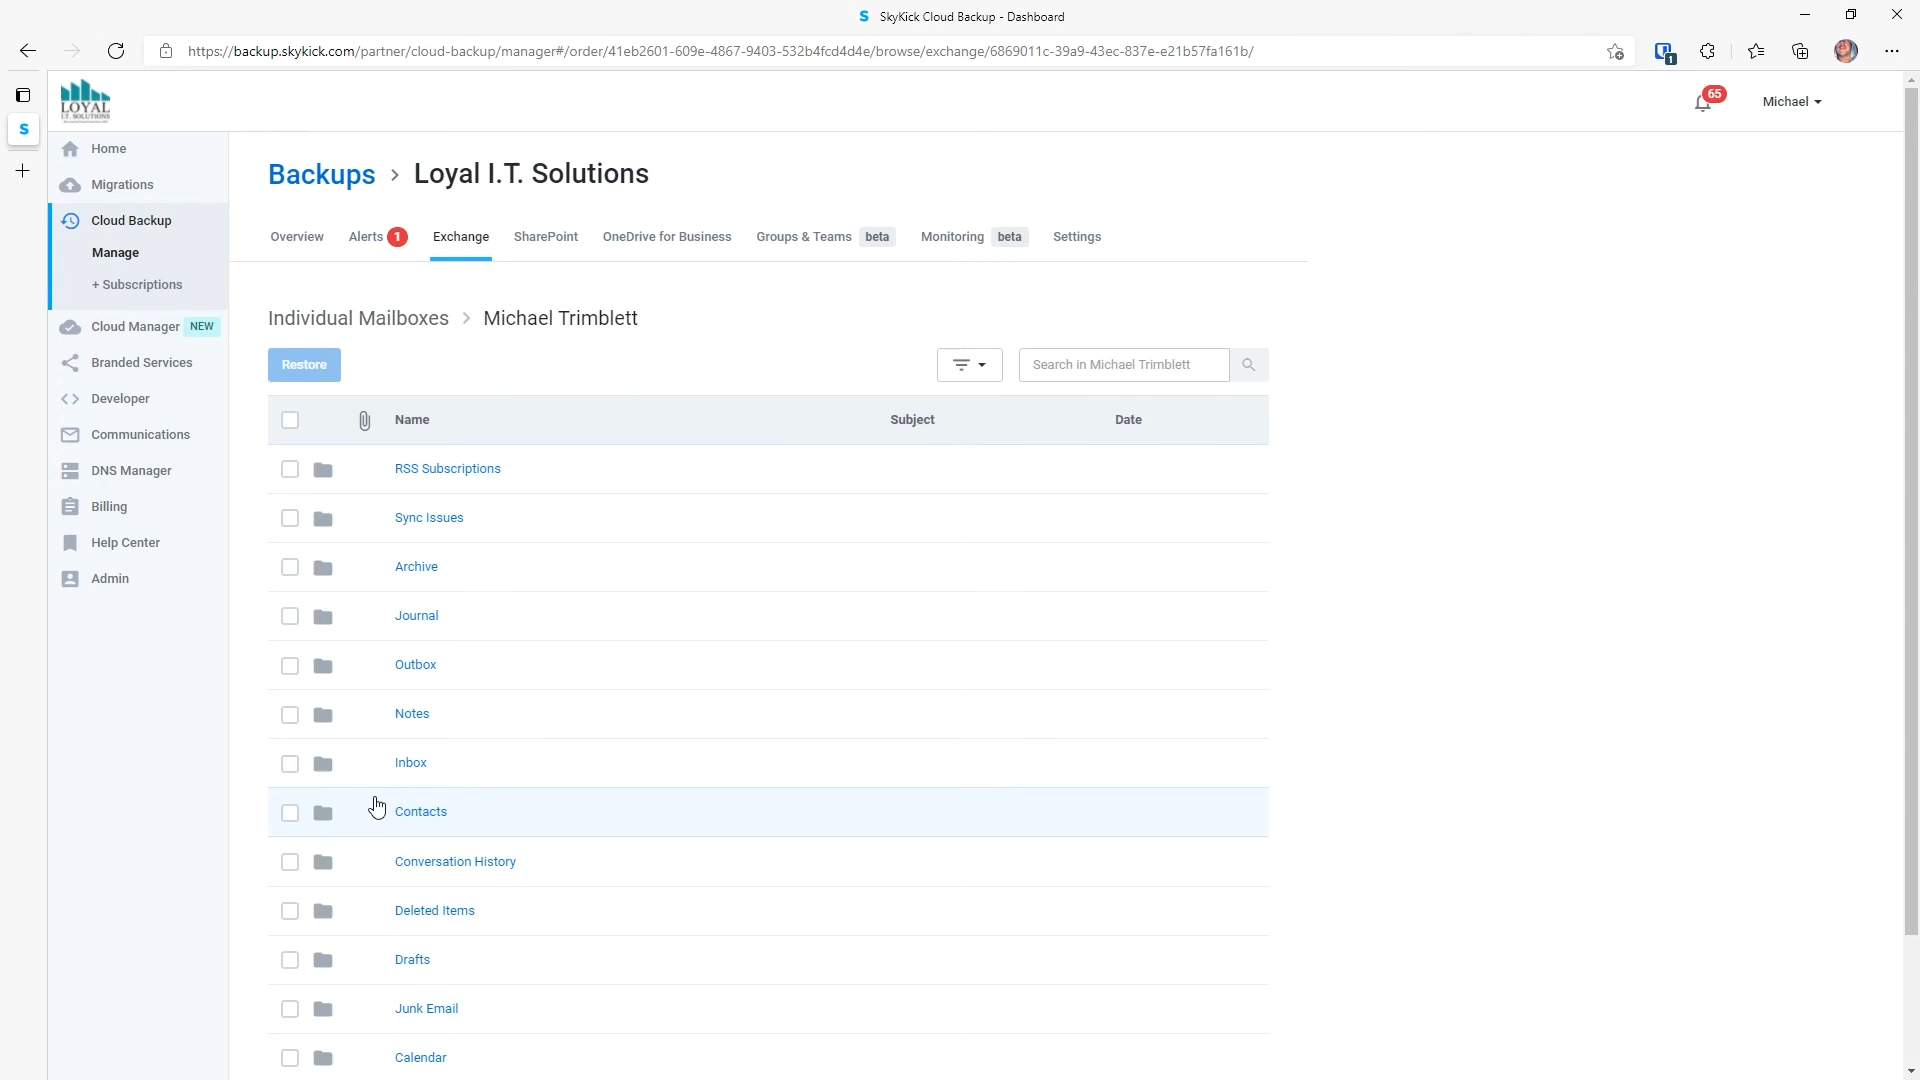 SkyKick Cloud Backup - Dashboard
https://backup.skykick.com/partner/cloud-backup/manager#/order/41eb2601-609e-4867-9403-532b4fcd4d4e/browse/exchange/6869011c-39a9-43ec-837e-e21b57fa161b/
1
S
LOYAL
I.T. SOLUTIONS
65
Michael
Home
Migrations
Cloud Backup
Manage
+ Subscriptions
Cloud Manager NEW
Branded Services
Developer
Communications
DNS Manager
Billing
Help Center
Admin
Backups > Loyal I.T. Solutions
Overview Alerts 1 Exchange SharePoint OneDrive for Business Groups & Teams beta Monitoring beta Settings
Individual Mailboxes > Michael Trimblett
Restore
Search in Michael Trimblett
Name Subject Date
RSS Subscriptions
Sync Issues
Archive
Journal
Outbox
Notes
Inbox
Contacts
Conversation History
Deleted Items
Drafts
Junk Email
Calendar